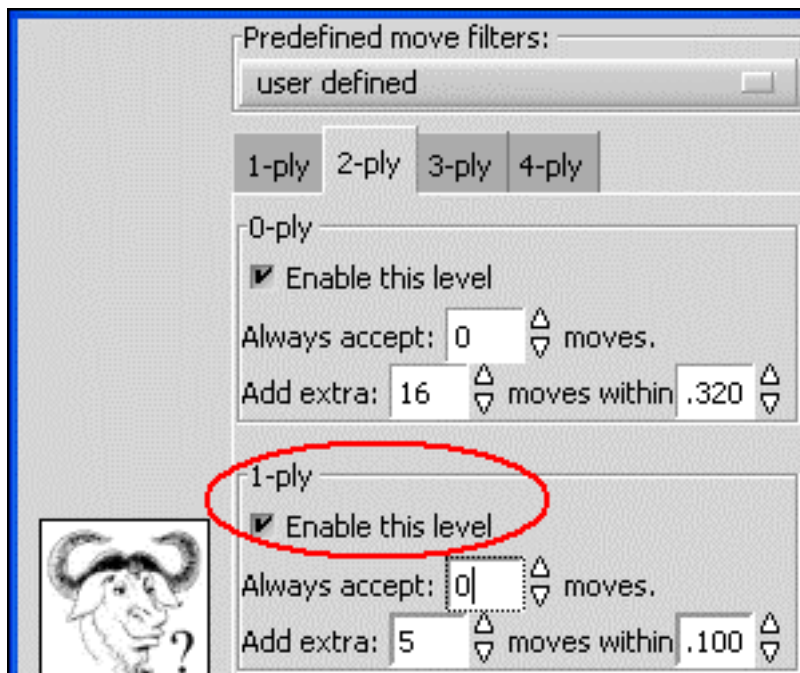 Predefined move filters:
user defined
1-ply 2-ply 3-ply 4-ply
0-ply
Enable this level
Always accept: 0 moves.
Add extra: 16 moves within .320
1-ply
Enable this level
Always accept: 0 moves.
Add extra: 5 moves within .100
?